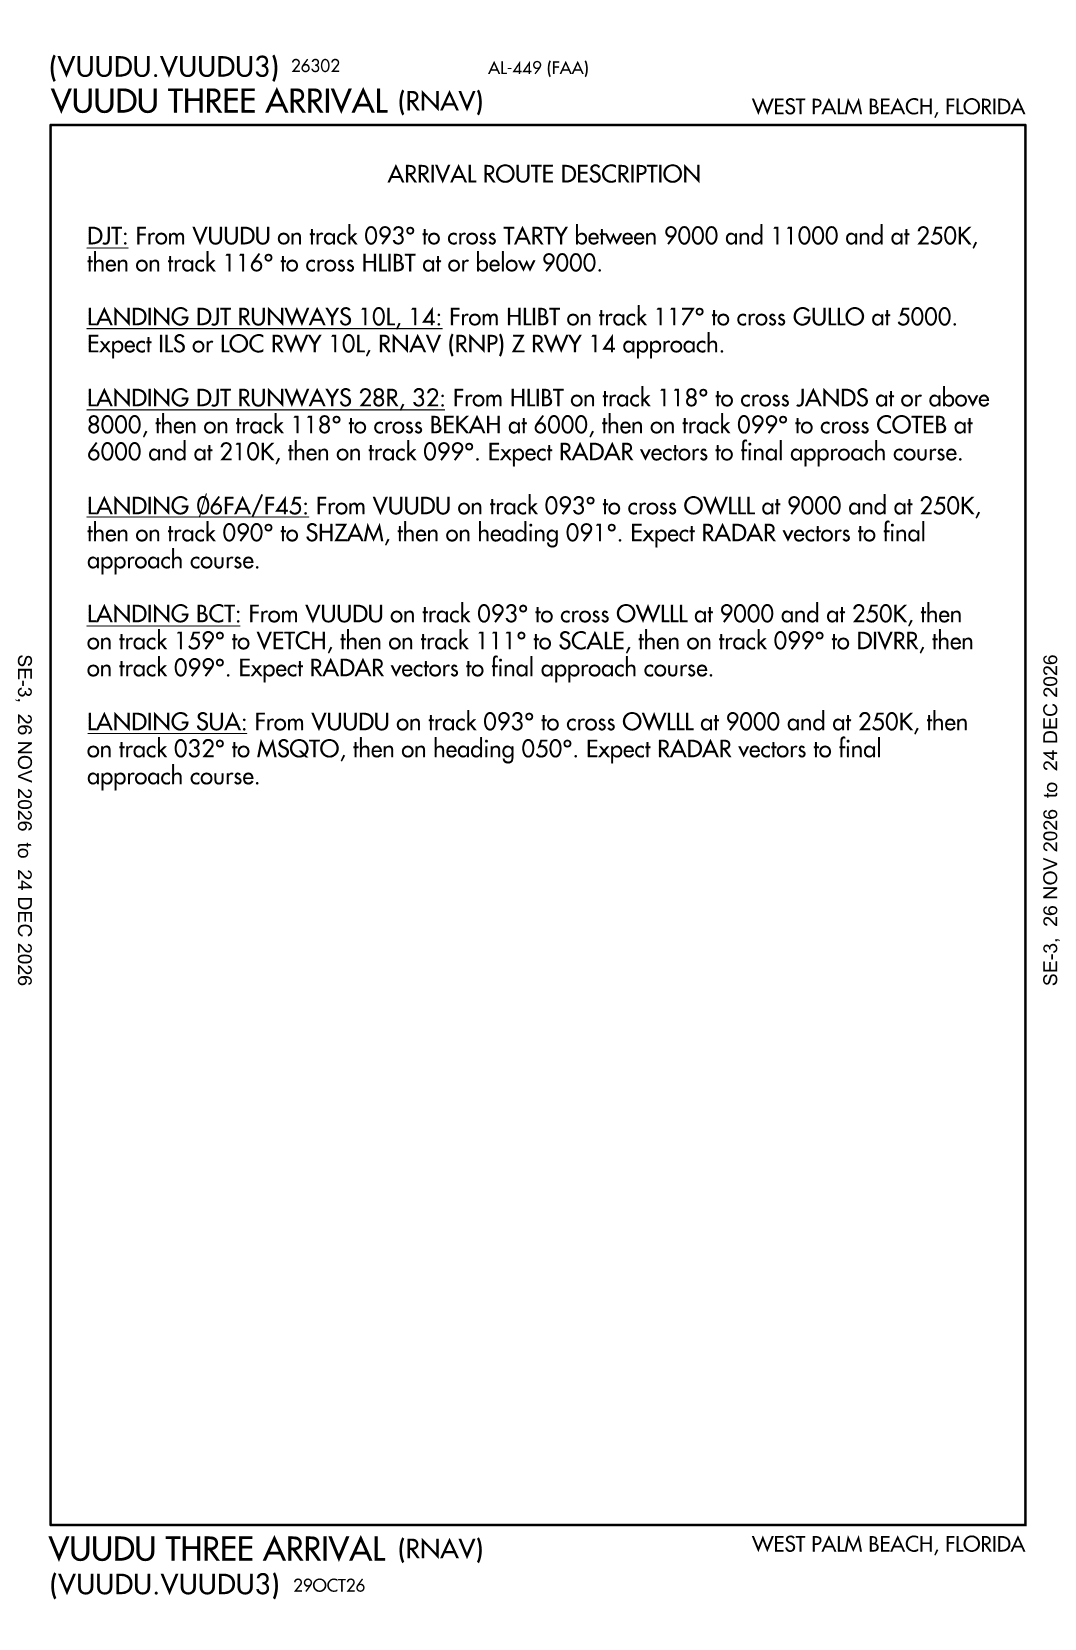 (VUUDU.VUUDU3) 26302 AL-449 (FAA)
VUUDU THREE ARRIVAL (RNAV) WEST PALM BEACH, FLORIDA
ARRIVAL ROUTE DESCRIPTION
DJT: From VUUDU on track 093° to cross TARTY between 9000 and 11000 and at 250K,
then on track 116° to cross HLIBT at or below 9000.
LANDING DJT RUNWAYS 10L, 14: From HLIBT on track 117° to cross GULLO at 5000.
Expect ILS or LOC RWY 10L, RNAV (RNP) Z RWY 14 approach.
LANDING DJT RUNWAYS 28R, 32: From HLIBT on track 118° to cross JANDS at or above
8000, then on track 118° to cross BEKAH at 6000, then on track 099° to cross COTEB at
6000 and at 210K, then on track 099°. Expect RADAR vectors to final approach course.
LANDING Ø6FA/F45: From VUUDU on track 093° to cross OWLLL at 9000 and at 250K,
then on track 090° to SHZAM, then on heading 091°. Expect RADAR vectors to final
approach course.
LANDING BCT: From VUUDU on track 093° to cross OWLLL at 9000 and at 250K, then
on track 159° to VETCH, then on track 111° to SCALE, then on track 099° to DIVRR, then
on track 099°. Expect RADAR vectors to final approach course.
LANDING SUA: From VUUDU on track 093° to cross OWLLL at 9000 and at 250K, then
on track 032° to MSQTO, then on heading 050°. Expect RADAR vectors to final
approach course.
SE-3, 26 NOV 2026 to 24 DEC 2026
SE-3, 26 NOV 2026 to 24 DEC 2026
VUUDU THREE ARRIVAL (RNAV) WEST PALM BEACH, FLORIDA
(VUUDU.VUUDU3) 29OCT26